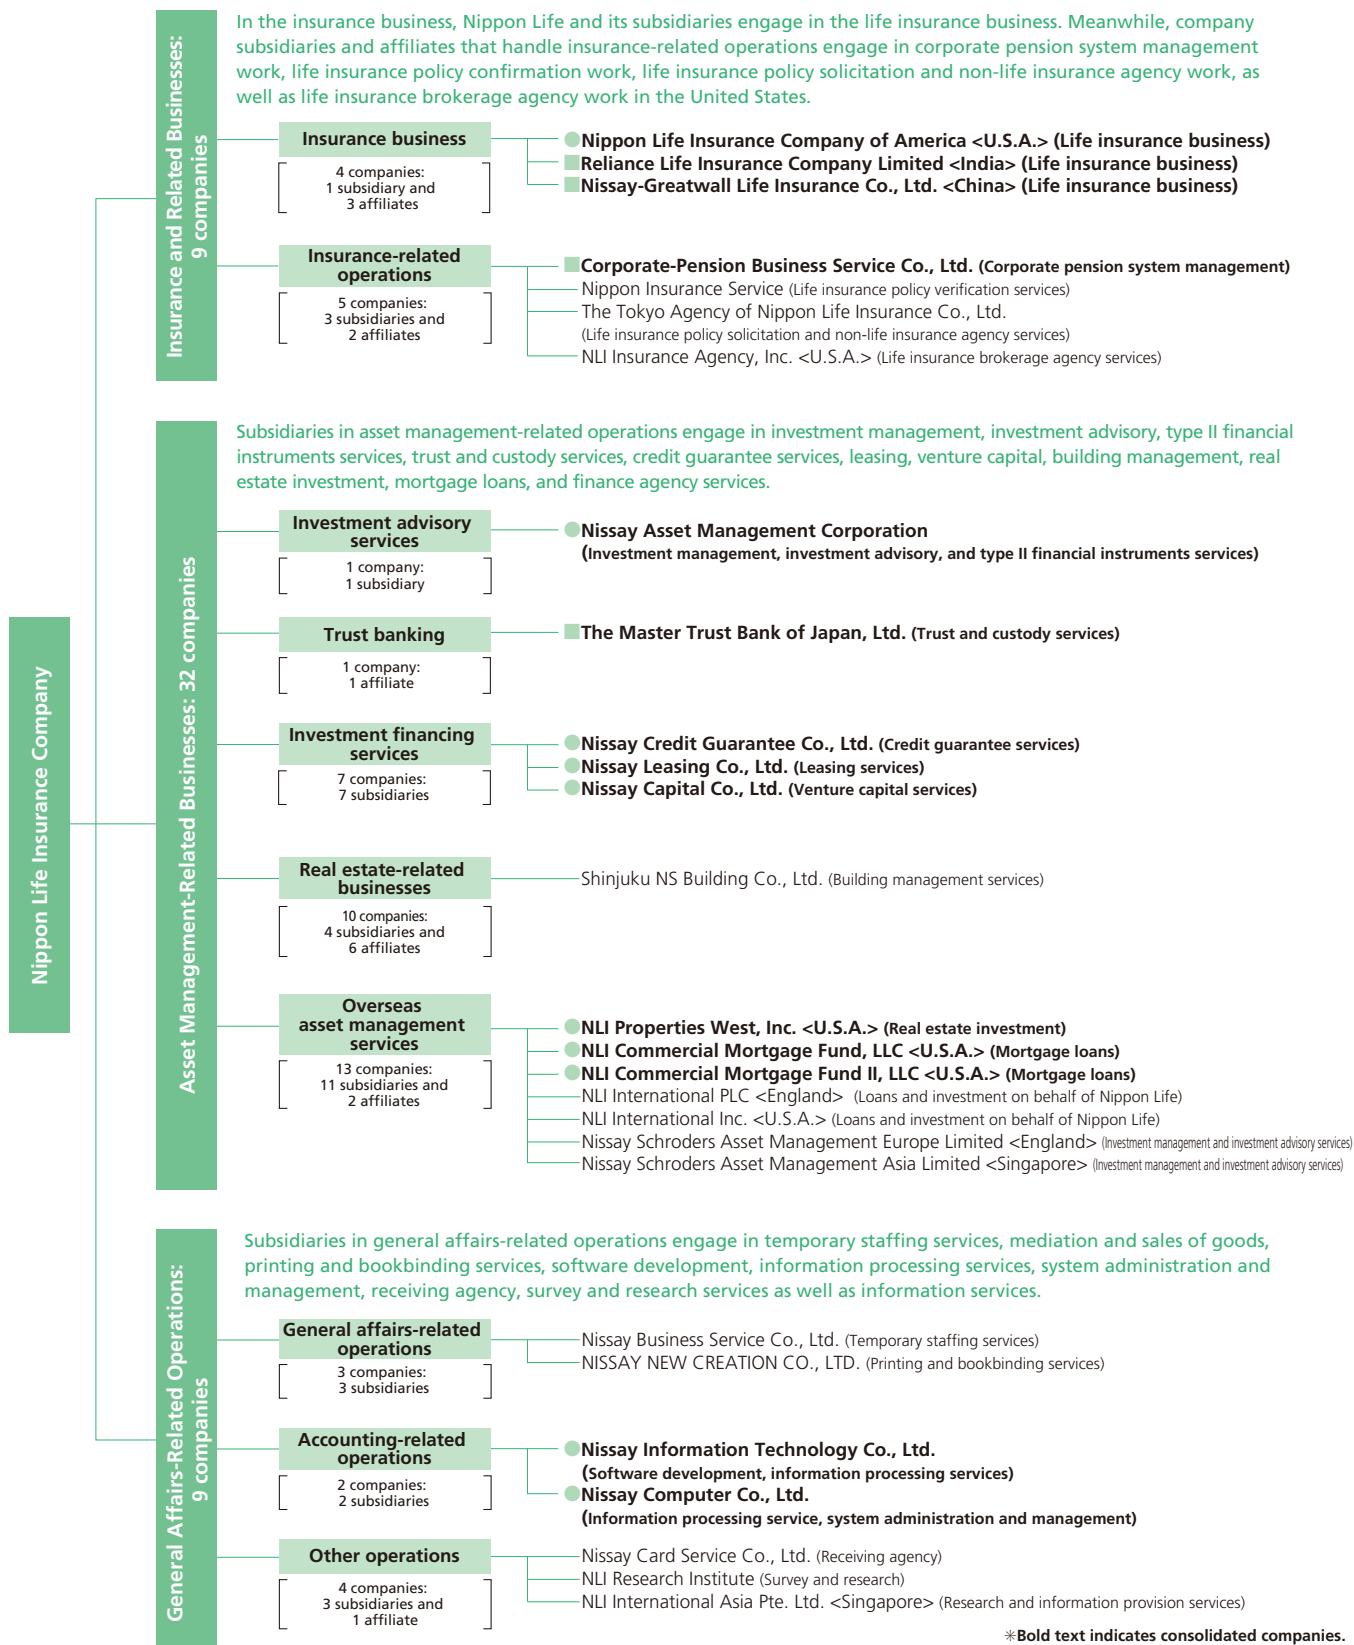 Nippon Life Insurance Company
Insurance and Related Businesses:
9 companies
In the insurance business, Nippon Life and its subsidiaries engage in the life insurance business. Meanwhile, company
subsidiaries and affiliates that handle insurance-related operations engage in corporate pension system management
work, life insurance policy confirmation work, life insurance policy solicitation and non-life insurance agency work, as
well as life insurance brokerage agency work in the United States.
Insurance business
4 companies:
1 subsidiary and
3 affiliates
●Nippon Life Insurance Company of America <U.S.A.> (Life insurance business)
■Reliance Life Insurance Company Limited <India> (Life insurance business)
■Nissay-Greatwall Life Insurance Co., Ltd. <China> (Life insurance business)
Insurance-related
operations
5 companies:
3 subsidiaries and
2 affiliates
■Corporate-Pension Business Service Co., Ltd. (Corporate pension system management)
Nippon Insurance Service (Life insurance policy verification services)
The Tokyo Agency of Nippon Life Insurance Co., Ltd.
(Life insurance policy solicitation and non-life insurance agency services)
NLI Insurance Agency, Inc. <U.S.A.> (Life insurance brokerage agency services)
Asset Management-Related Businesses: 32 companies
Subsidiaries in asset management-related operations engage in investment management, investment advisory, type II financial
instruments services, trust and custody services, credit guarantee services, leasing, venture capital, building management, real
estate investment, mortgage loans, and finance agency services.
Investment advisory
services
1 company:
1 subsidiary
●Nissay Asset Management Corporation
(Investment management, investment advisory, and type II financial instruments services)
Trust banking
1 company:
1 affiliate
■The Master Trust Bank of Japan, Ltd. (Trust and custody services)
Investment financing
services
7 companies:
7 subsidiaries
●Nissay Credit Guarantee Co., Ltd. (Credit guarantee services)
●Nissay Leasing Co., Ltd. (Leasing services)
●Nissay Capital Co., Ltd. (Venture capital services)
Real estate-related
businesses
10 companies:
4 subsidiaries and
6 affiliates
Shinjuku NS Building Co., Ltd. (Building management services)
Overseas
asset management
services
13 companies:
11 subsidiaries and
2 affiliates
●NLI Properties West, Inc. <U.S.A.> (Real estate investment)
●NLI Commercial Mortgage Fund, LLC <U.S.A.> (Mortgage loans)
●NLI Commercial Mortgage Fund II, LLC <U.S.A.> (Mortgage loans)
NLI International PLC <England> (Loans and investment on behalf of Nippon Life)
NLI International Inc. <U.S.A.> (Loans and investment on behalf of Nippon Life)
Nissay Schroders Asset Management Europe Limited <England> (Investment management and investment advisory services)
Nissay Schroders Asset Management Asia Limited <Singapore> (Investment management and investment advisory services)
General Affairs-Related Operations:
9 companies
Subsidiaries in general affairs-related operations engage in temporary staffing services, mediation and sales of goods,
printing and bookbinding services, software development, information processing services, system administration and
management, receiving agency, survey and research services as well as information services.
General affairs-related
operations
3 companies:
3 subsidiaries
Nissay Business Service Co., Ltd. (Temporary staffing services)
NISSAY NEW CREATION CO., LTD. (Printing and bookbinding services)
Accounting-related
operations
2 companies:
2 subsidiaries
●Nissay Information Technology Co., Ltd.
(Software development, information processing services)
●Nissay Computer Co., Ltd.
(Information processing service, system administration and management)
Other operations
4 companies:
3 subsidiaries and
1 affiliate
Nissay Card Service Co., Ltd. (Receiving agency)
NLI Research Institute (Survey and research)
NLI International Asia Pte. Ltd. <Singapore> (Research and information provision services)
✳Bold text indicates consolidated companies.